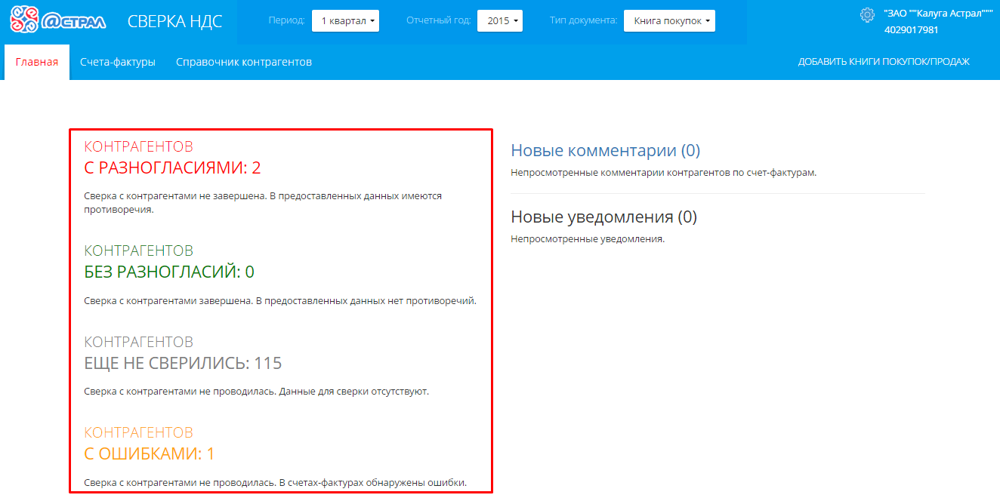 @СТРАЛ
СВЕРКА НДС
Период: 1 квартал
Отчетный год: 2015
Тип документа: Книга покупок
"ЗАО ""Калуга Астрал"""
4029017981
Главная
Счета-фактуры
Справочник контрагентов
ДОБАВИТЬ КНИГИ ПОКУПОК/ПРОДАЖ
КОНТРАГЕНТОВ
С РАЗНОГЛАСИЯМИ: 2
Сверка с контрагентами не завершена. В предоставленных данных имеются
противоречия.
КОНТРАГЕНТОВ
БЕЗ РАЗНОГЛАСИЙ: 0
Сверка с контрагентами завершена. В предоставленных данных нет противоречий.
КОНТРАГЕНТОВ
ЕЩЕ НЕ СВЕРИЛИСЬ: 115
Сверка с контрагентами не проводилась. Данные для сверки отсутствуют.
КОНТРАГЕНТОВ
С ОШИБКАМИ: 1
Сверка с контрагентами не проводилась. В счетах-фактурах обнаружены ошибки.
Новые комментарии (0)
Непросмотренные комментарии контрагентов по счет-фактурам.
Новые уведомления (0)
Непросмотренные уведомления.